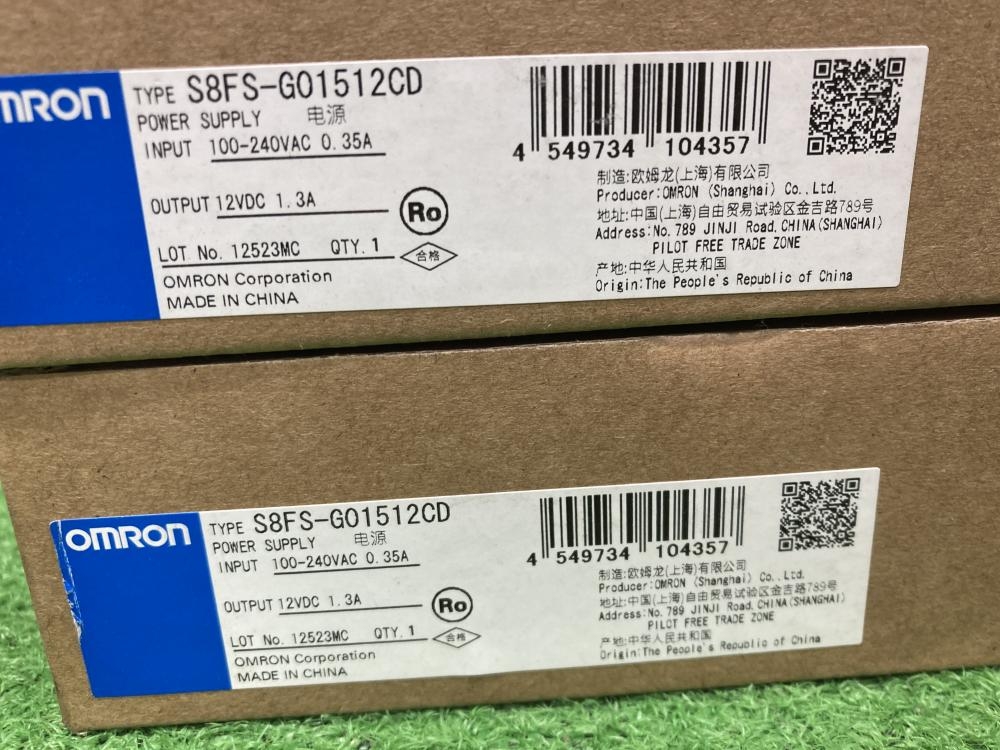 OMRON
TYPE S8FS-G01512CD
POWER SUPPLY 电源
INPUT 100-240VAC 0.35A
OUTPUT 12VDC 1.3A
Ro
LOT No. 12523MC QTY. 1
合格
OMRON Corporation
MADE IN CHINA
4 549734 104357
制造:欧姆龙(上海)有限公司
Producer:OMRON (Shanghai) Co.,Ltd.
地址:中国(上海)自由贸易试验区金吉路789号
Address:No. 789 JINJI Road, CHINA(SHANGHAI)
PILOT FREE TRADE ZONE
产地:中华人民共和国
Origin:The People's Republic of China
OMRON
TYPE S8FS-G01512CD
POWER SUPPLY 电源
INPUT 100-240VAC 0.35A
OUTPUT 12VDC 1.3A
Ro
LOT No. 12523MC QTY. 1
合格
OMRON Corporation
MADE IN CHINA
4 549734 104357
制造:欧姆龙(上海)有限公司
Producer:OMRON (Shanghai) Co.,Ltd.
地址:中国(上海)自由贸易试验区金吉路789号
Address:No. 789 JINJI Road, CHINA(SHANGHAI)
PILOT FREE TRADE ZONE
产地:中华人民共和国
Origin:The People's Republic of China